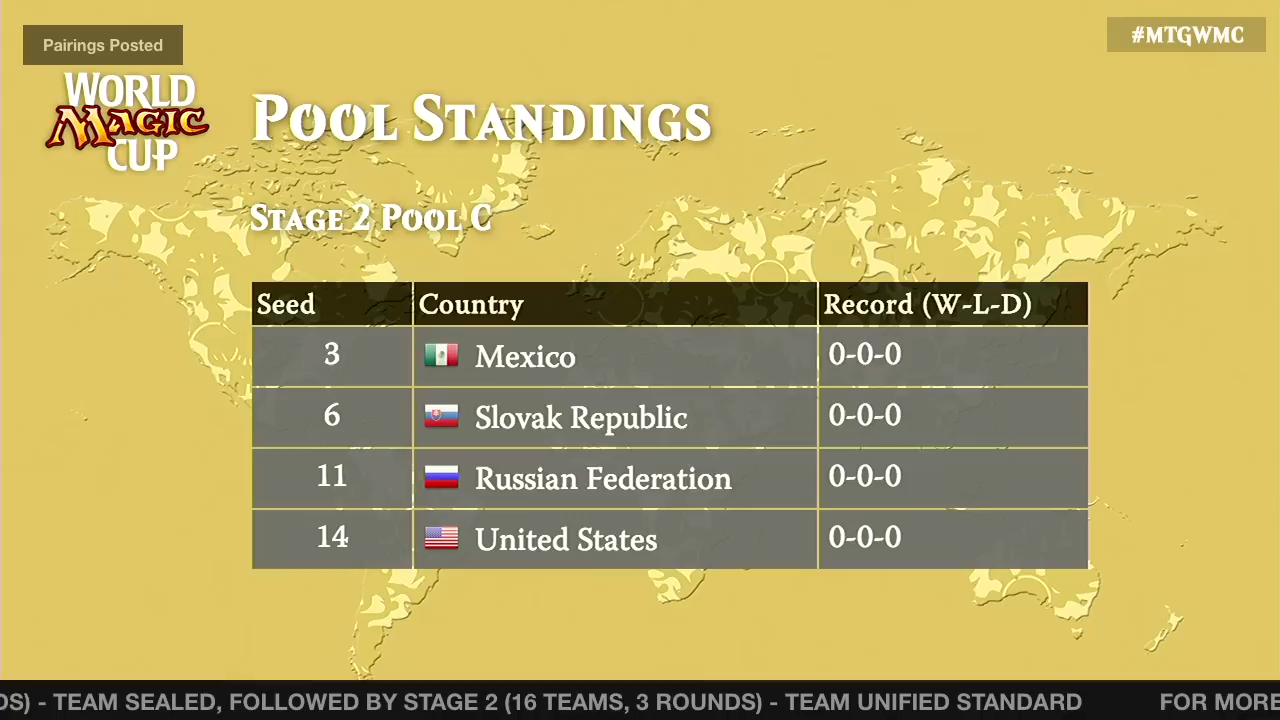 Pairings Posted
#MTGWMC
WORLD
MAGIC
CUP
POOL STANDINGS
STAGE 2 POOL C
Seed Country Record (W-L-D)
3 Mexico 0-0-0
6 Slovak Republic 0-0-0
11 Russian Federation 0-0-0
14 United States 0-0-0
DS) - TEAM SEALED, FOLLOWED BY STAGE 2 (16 TEAMS, 3 ROUNDS) - TEAM UNIFIED STANDARD FOR MORE